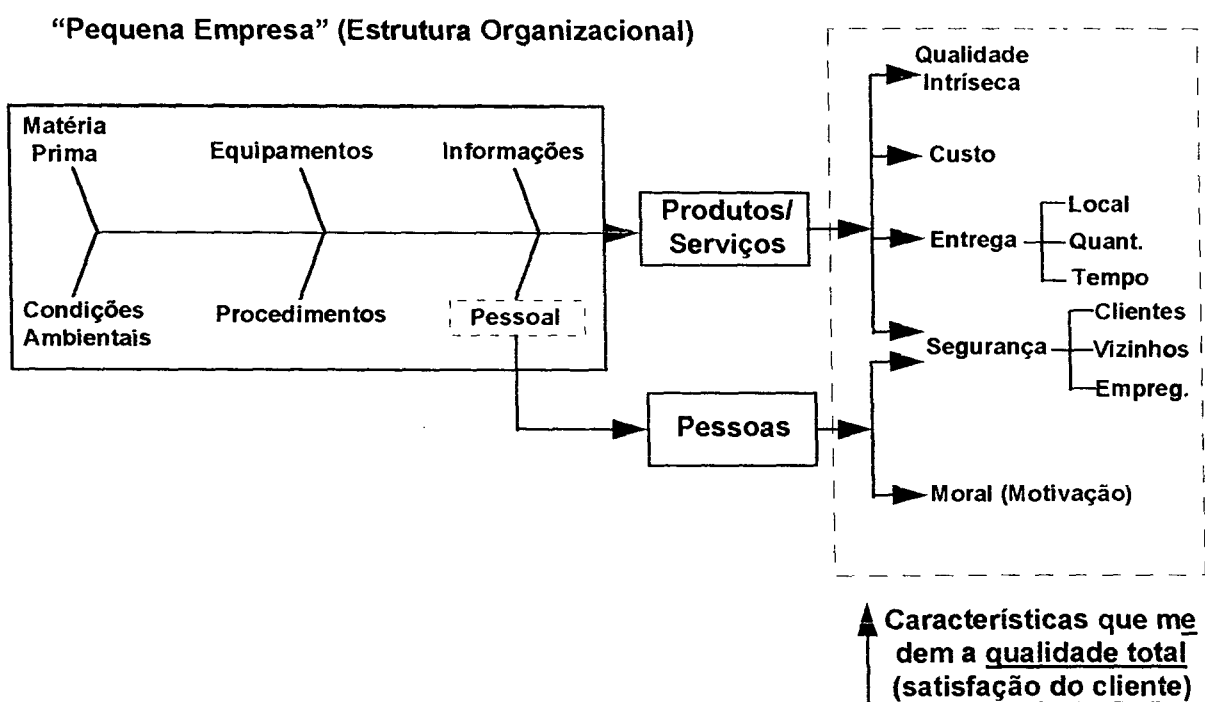 “Pequena Empresa” (Estrutura Organizacional)
Matéria
Prima
Equipamentos
Informações
Condições
Ambientais
Procedimentos
Pessoal
Produtos/
Serviços
Pessoas
Qualidade
Intríseca
Custo
Entrega
Local
Quant.
Tempo
Segurança
Clientes
Vizinhos
Empreg.
Moral (Motivação)
Características que me
dem a qualidade total
(satisfação do cliente)